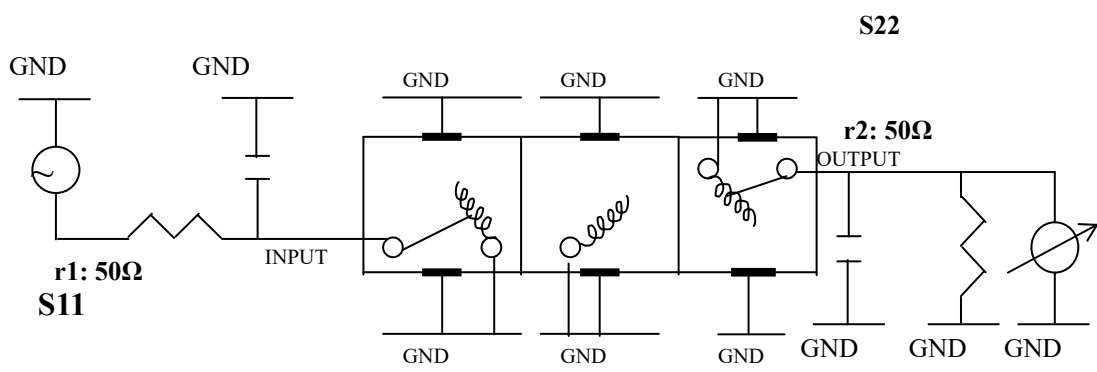 S22
GND
GND
GND
GND
GND
r2: 50Ω
OUTPUT
~
INPUT
r1: 50Ω
S11
GND
GND
GND
GND
GND
GND